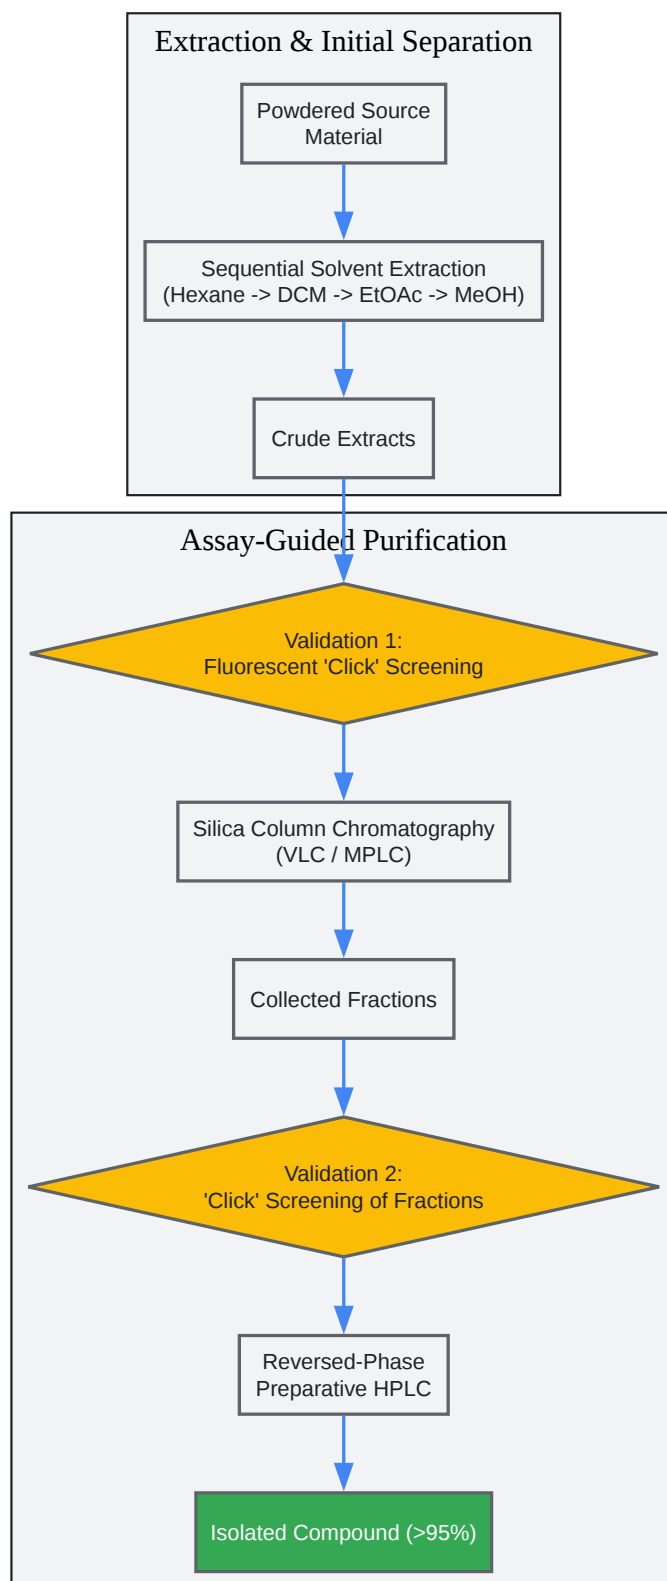 Extraction & Initial Separation
Powdered Source
Material
Sequential Solvent Extraction
(Hexane -> DCM -> EtOAc -> MeOH)
Crude Extracts
Assay-Guided Purification
Validation 1:
Fluorescent 'Click' Screening
Silica Column Chromatography
(VLC / MPLC)
Collected Fractions
Validation 2:
'Click' Screening of Fractions
Reversed-Phase
Preparative HPLC
Isolated Compound (>95%)